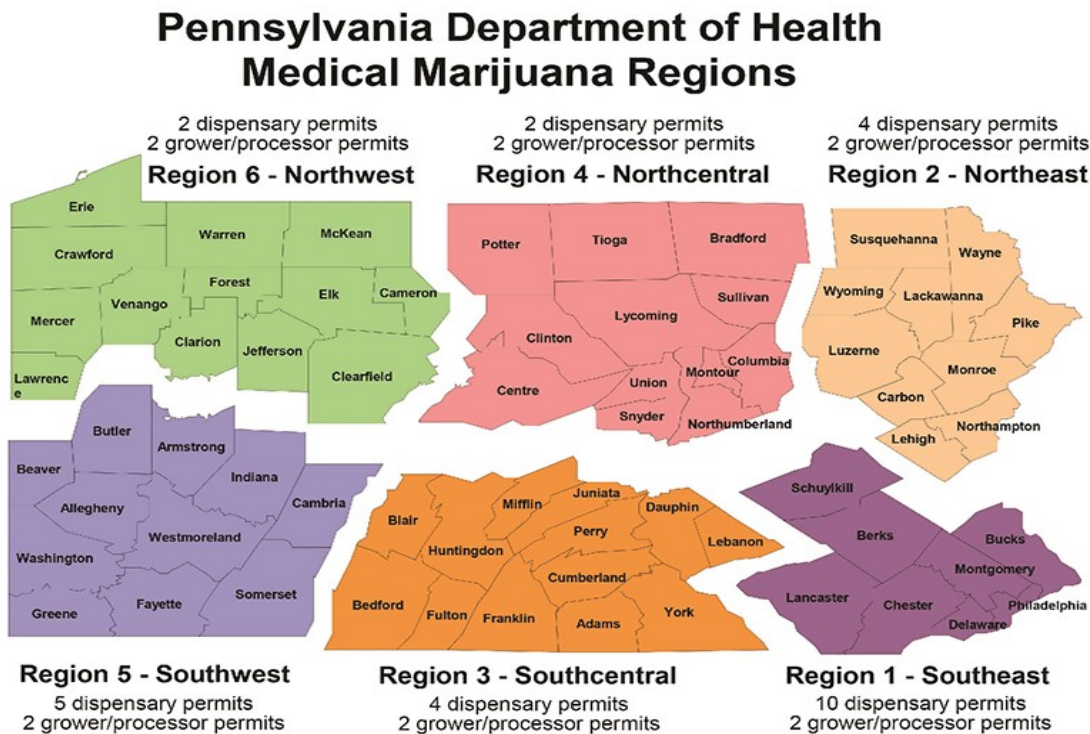 Pennsylvania Department of Health
Medical Marijuana Regions
2 dispensary permits
2 grower/processor permits
Region 6 - Northwest
Erie
Crawford
Warren
McKean
Mercer
Venango
Forest
Elk
Cameron
Clarion
Jefferson
Clearfield
Lawrenc
e
2 dispensary permits
2 grower/processor permits
Region 4 - Northcentral
Potter
Tioga
Bradford
Sullivan
Lycoming
Clinton
Centre
Union
Montour
Columbia
Snyder
Northumberland
4 dispensary permits
2 grower/processor permits
Region 2 - Northeast
Susquehanna
Wayne
Wyoming
Lackawanna
Pike
Luzerne
Monroe
Carbon
Northampton
Lehigh
Butler
Armstrong
Beaver
Indiana
Cambria
Allegheny
Westmoreland
Washington
Greene
Fayette
Somerset
Region 5 - Southwest
5 dispensary permits
2 grower/processor permits
Blair
Mifflin
Juniata
Dauphin
Huntingdon
Perry
Lebanon
Cumberland
Bedford
Fulton
Franklin
Adams
York
Region 3 - Southcentral
4 dispensary permits
2 grower/processor permits
Schuylkill
Berks
Bucks
Montgomery
Lancaster
Chester
Philadelphia
Delaware
Region 1 - Southeast
10 dispensary permits
2 grower/processor permits